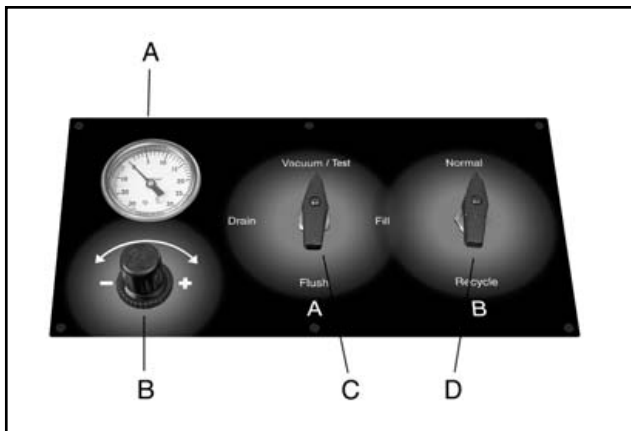 A
Vacuum / Test
Normal
Drain
Fill
− +
Flush
Recycle
A
B
B
C
D